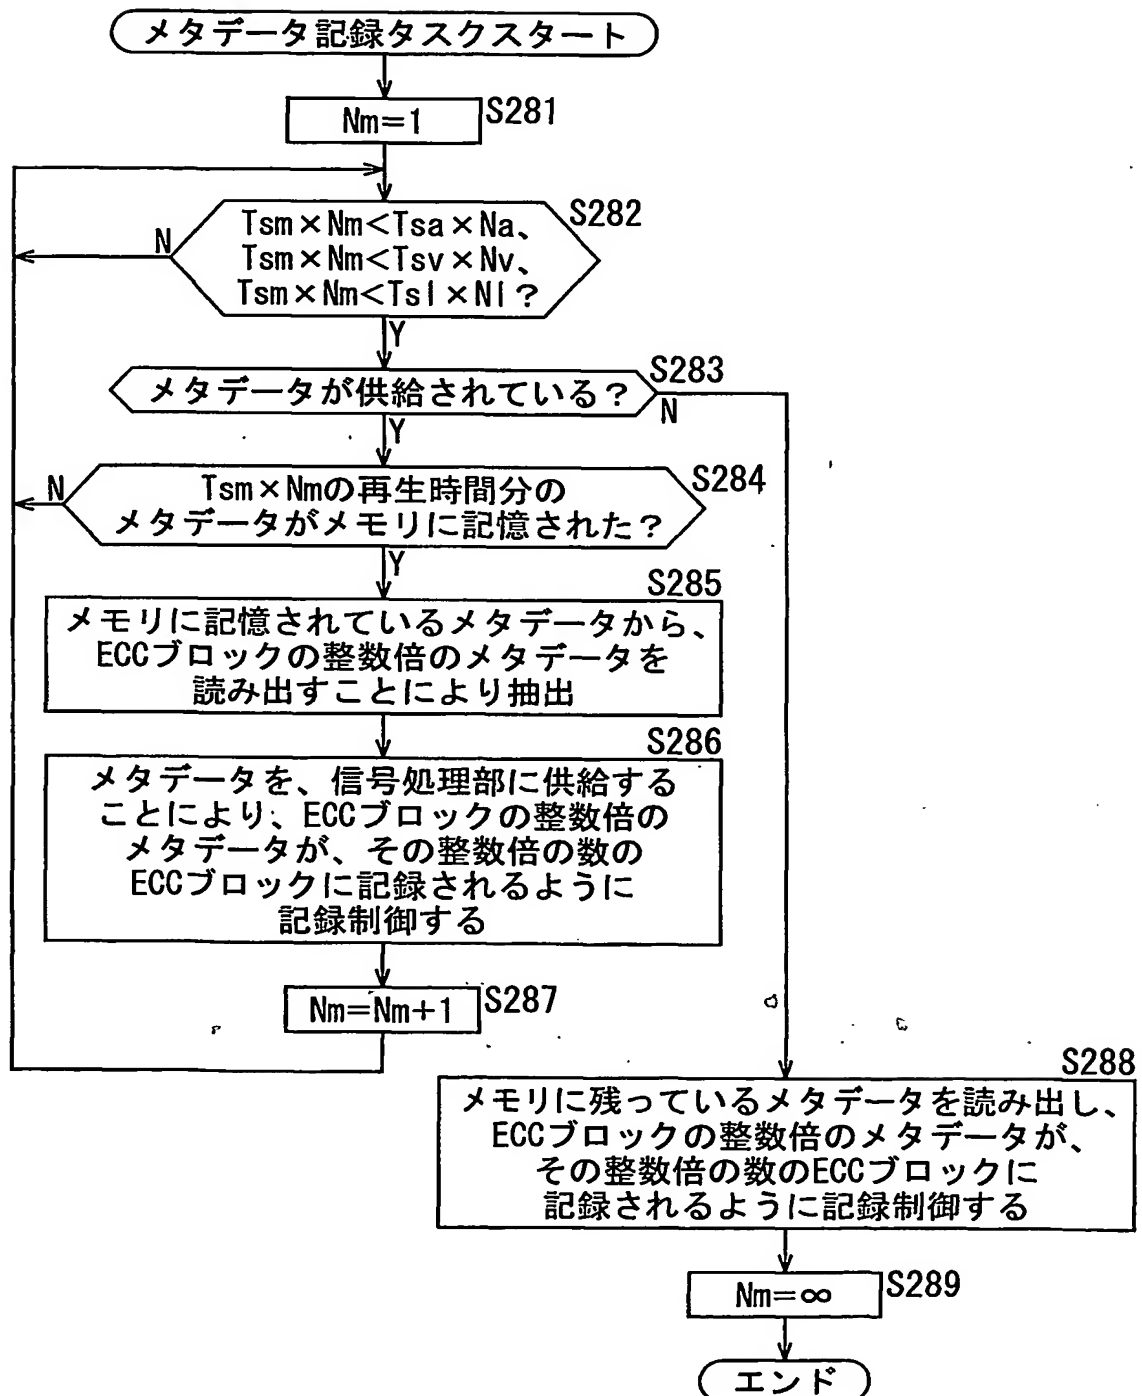 メタデータ記録タスクスタート
Nm=1
S281
Tsm×Nm<Tsa×Na、
Tsm×Nm<Tsv×Nv、
Tsm×Nm<Tsl×Nl?
S282
N
Y
メタデータが供給されている?
S283
N
Y
Tsm×Nmの再生時間分の
メタデータがメモリに記憶された?
S284
N
Y
S285
メモリに記憶されているメタデータから、
ECCブロックの整数倍のメタデータを
読み出すことにより抽出
S286
メタデータを、信号処理部に供給する
ことにより、ECCブロックの整数倍の
メタデータが、その整数倍の数の
ECCブロックに記録されるように
記録制御する
Nm=Nm+1
S287
S288
メモリに残っているメタデータを読み出し、
ECCブロックの整数倍のメタデータが、
その整数倍の数のECCブロックに
記録されるように記録制御する
Nm=∞
S289
エンド